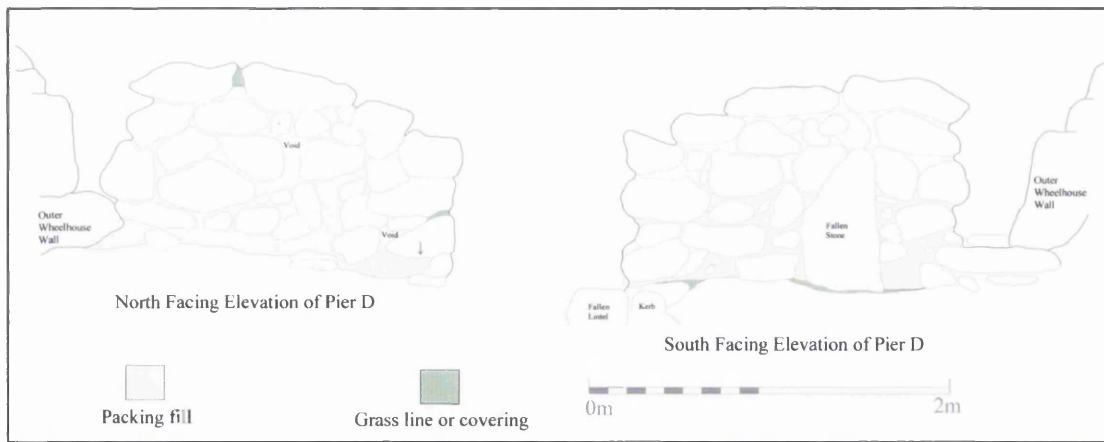 Void
Outer
Wheelhouse
Wall
Void
North Facing Elevation of Pier D
Outer
Wheelhouse
Wall
Fallen
Stone
Fallen
Lintel
Kerb
South Facing Elevation of Pier D
Packing fill
Grass line or covering
0m
2m